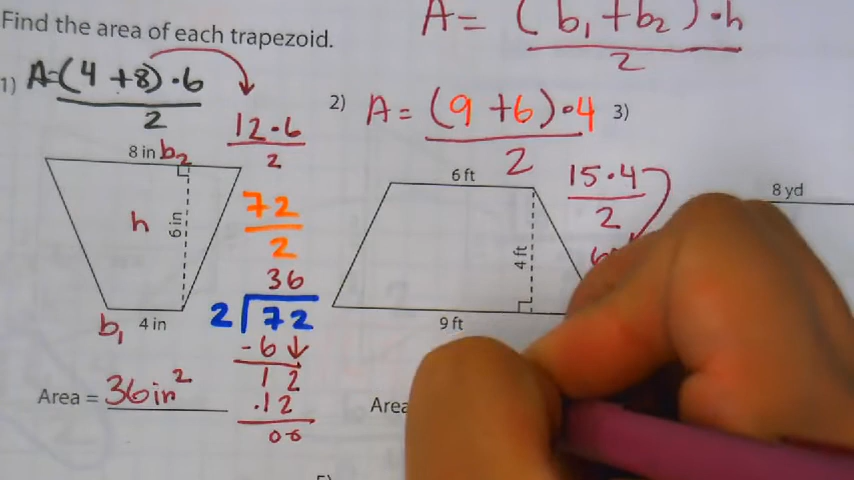 Find the area of each trapezoid.
A = (b₁ + b₂) · h
2
1) A = (4 + 8) · 6
2
12 · 6
2
8 in b₂
h
6 in
b₁ 4 in
72
2
36
2 72
- 6 ↓
1 2
- 12
0 0
Area = 36 in²
2) A = (9 + 6) · 4
2
15 · 4
2
6 ft
4 ft
9 ft
Area
3)
8 yd